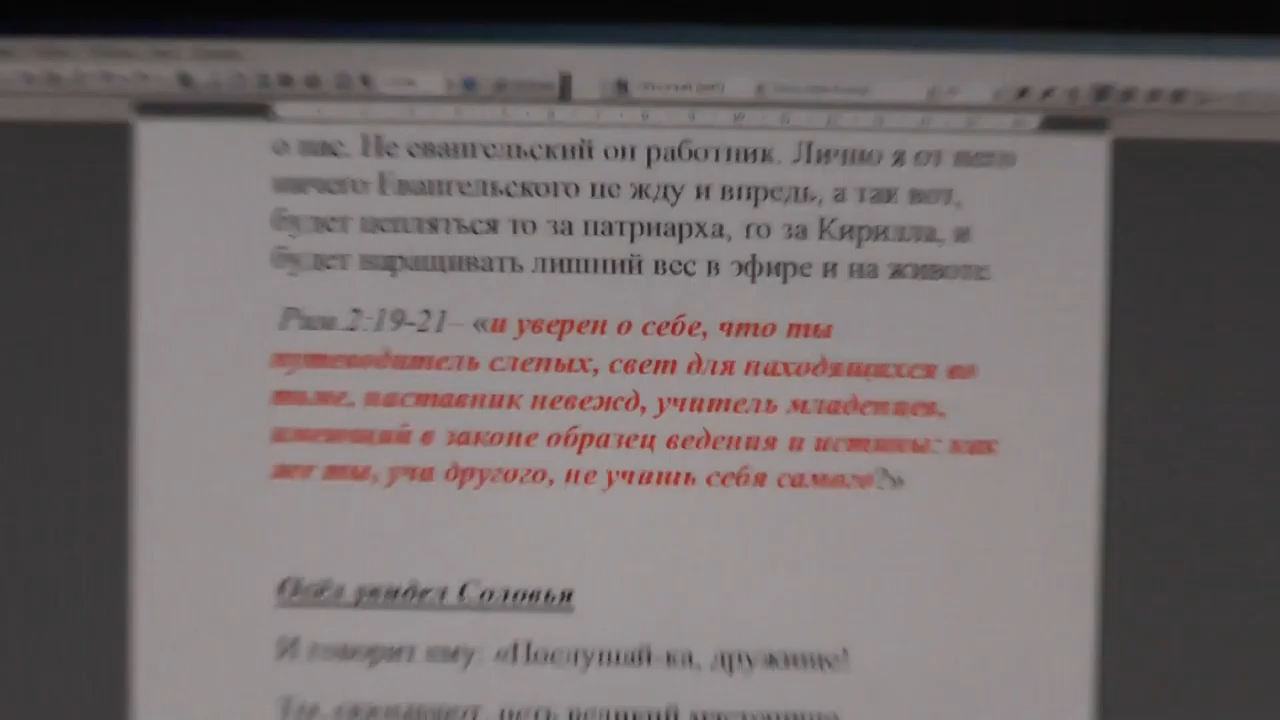 о нас. Не евангельский он работник. Лично я от него
ничего Евангельского не жду и впредь, а так вот,
будет цепляться то за патриарха, то за Кирилла, и
будет наращивать лишний вес в эфире и на животе.
Рим.2:19-21– «и уверен о себе, что ты
путеводитель слепых, свет для находящихся во
тьме, наставник невежд, учитель младенцев,
имеющий в законе образец ведения и истины: как
же ты, уча другого, не учишь себя самого?»
Осёл увидел Соловья
И говорит ему: «Послушай-ка, дружище!
великий